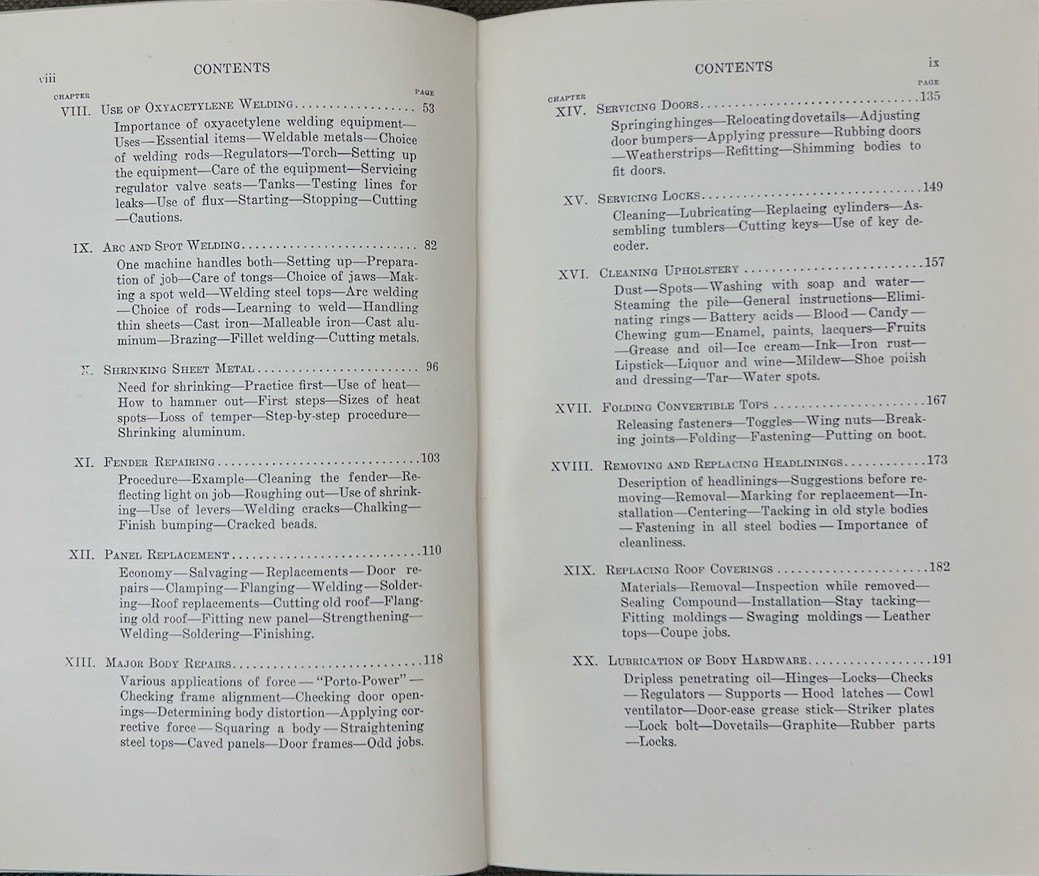 viii
CONTENTS
CHAPTER PAGE
VIII. USE OF OXYACETYLENE WELDING.................. 53
Importance of oxyacetylene welding equipment—
Uses—Essential items—Weldable metals—Choice
of welding rods—Regulators—Torch—Setting up
the equipment—Care of the equipment—Servicing
regulator valve seats—Tanks—Testing lines for
leaks—Use of flux—Starting—Stopping—Cutting
—Cautions.
IX. ARC AND SPOT WELDING.......................... 82
One machine handles both—Setting up—Prepara-
tion of job—Care of tongs—Choice of jaws—Mak-
ing a spot weld—Welding steel tops—Arc welding
—Choice of rods—Learning to weld—Handling
thin sheets—Cast iron—Malleable iron—Cast alu-
minum—Brazing—Fillet welding—Cutting metals.
X. SHRINKING SHEET METAL........................ 96
Need for shrinking—Practice first—Use of heat—
How to hammer out—First steps—Sizes of heat
spots—Loss of temper—Step-by-step procedure—
Shrinking aluminum.
XI. FENDER REPAIRING..............................103
Procedure—Example—Cleaning the fender—Re-
flecting light on job—Roughing out—Use of shrink-
ing—Use of levers—Welding cracks—Chalking—
Finish bumping—Cracked beads.
XII. PANEL REPLACEMENT............................110
Economy—Salvaging—Replacements—Door re-
pairs—Clamping—Flanging—Welding—Solder-
ing—Roof replacements—Cutting old roof—Flang-
ing old roof—Fitting new panel—Strengthening—
Welding—Soldering—Finishing.
XIII. MAJOR BODY REPAIRS............................118
Various applications of force—"Porto-Power"—
Checking frame alignment—Checking door open-
ings—Determining body distortion—Applying cor-
rective force—Squaring a body—Straightening
steel tops—Caved panels—Door frames—Odd jobs.
CONTENTS
ix
CHAPTER PAGE
XIV. SERVICING DOORS................................135
Springing hinges—Relocating dovetails—Adjusting
door bumpers—Applying pressure—Rubbing doors
—Weatherstrips—Refitting—Shimming bodies to
fit doors.
XV. SERVICING LOCKS.................................149
Cleaning—Lubricating—Replacing cylinders—As-
sembling tumblers—Cutting keys—Use of key de-
coder.
XVI. CLEANING UPHOLSTERY ...........................157
Dust—Spots—Washing with soap and water—
Steaming the pile—General instructions—Elimi-
nating rings—Battery acids—Blood—Candy—
Chewing gum—Enamel, paints, lacquers—Fruits
—Grease and oil—Ice cream—Ink—Iron rust—
Lipstick—Liquor and wine—Mildew—Shoe polish
and dressing—Tar—Water spots.
XVII. FOLDING CONVERTIBLE TOPS ......................167
Releasing fasteners—Toggles—Wing nuts—Break-
ing joints—Folding—Fastening—Putting on boot.
XVIII. REMOVING AND REPLACING HEADLININGS............173
Description of headlinings—Suggestions before re-
moving—Removal—Marking for replacement—In-
stallation—Centering—Tacking in old style bodies
—Fastening in all steel bodies—Importance of
cleanliness.
XIX. REPLACING ROOF COVERINGS ......................182
Materials—Removal—Inspection while removed—
Sealing Compound—Installation—Stay tacking—
Fitting moldings—Swaging moldings—Leather
tops—Coupe jobs.
XX. LUBRICATION OF BODY HARDWARE..................191
Dripless penetrating oil—Hinges—Locks—Checks
—Regulators—Supports—Hood latches—Cowl
ventilator—Door-ease grease stick—Striker plates
—Lock bolt—Dovetails—Graphite—Rubber parts
—Locks.